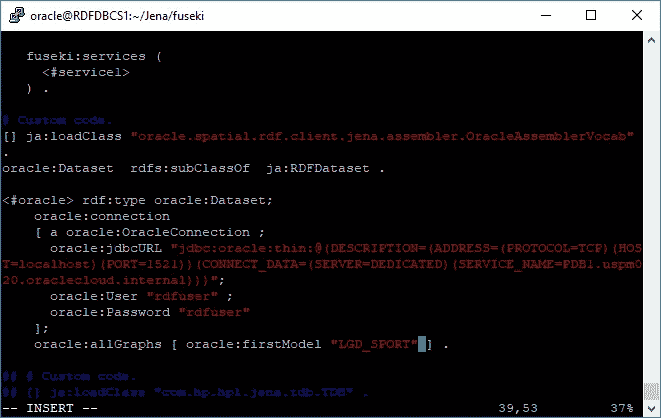 oracle@RDFDBCS1:~/Jena/fuseki
fuseki:services (
<#service1>
) .
# Custom code.
[] ja:loadClass "oracle.spatial.rdf.client.jena.assembler.OracleAssemblerVocab"
.
oracle:Dataset rdfs:subClassOf ja:RDFDataset .
<#oracle> rdf:type oracle:Dataset;
oracle:connection
[ a oracle:OracleConnection ;
oracle:jdbcURL "jdbc:oracle:thin:@(DESCRIPTION=(ADDRESS=(PROTOCOL=TCP)(HOS
T=localhost)(PORT=1521))(CONNECT_DATA=(SERVER=DEDICATED)(SERVICE_NAME=PDB1.uspm0
20.oraclecloud.internal)))";
oracle:User "rdfuser" ;
oracle:Password "rdfuser"
];
oracle:allGraphs [ oracle:firstModel "LGD_SPORT" ] .
## # Custom code.
## [] ja:loadClass "com.hp.hpl.jena.tdb.TDB" .
-- INSERT -- 39,53 37%